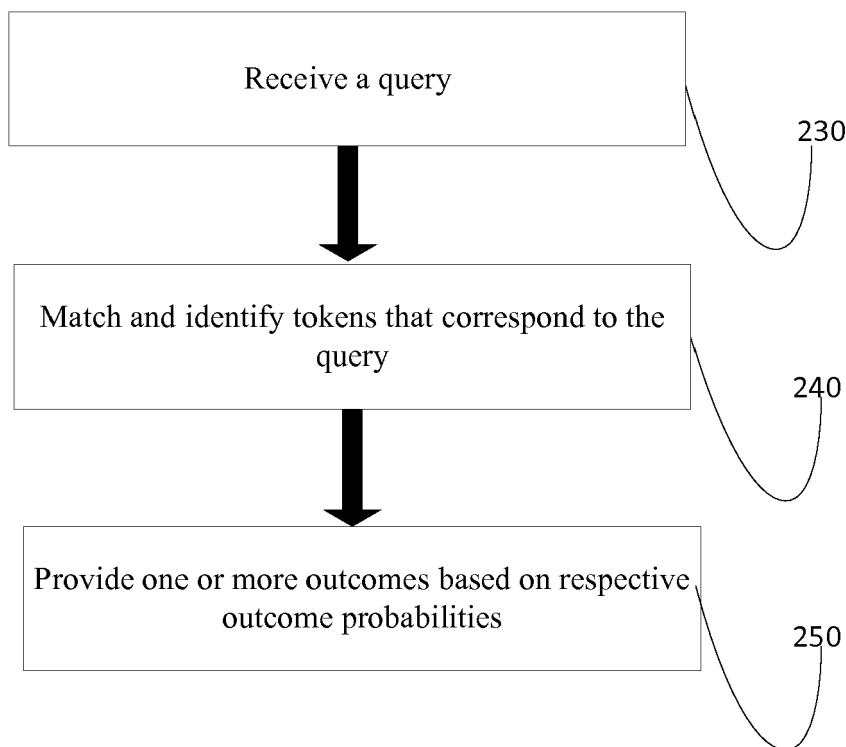 Receive a query
230
Match and identify tokens that correspond to the
query
240
Provide one or more outcomes based on respective
outcome probabilities
250